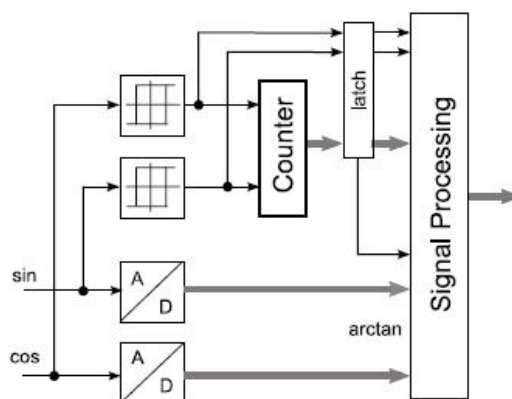 latch
Counter
Signal Processing
sin
A
D
arctan
cos
A
D